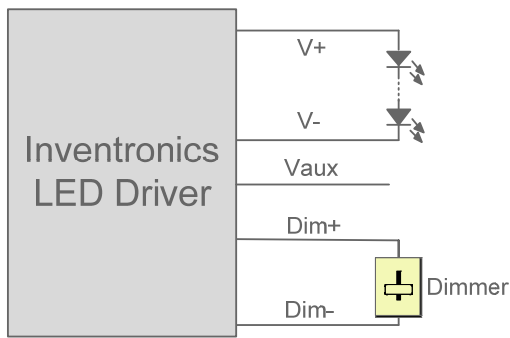 Inventronics
LED Driver
V+
V-
Vaux
Dim+
Dimmer
Dim-